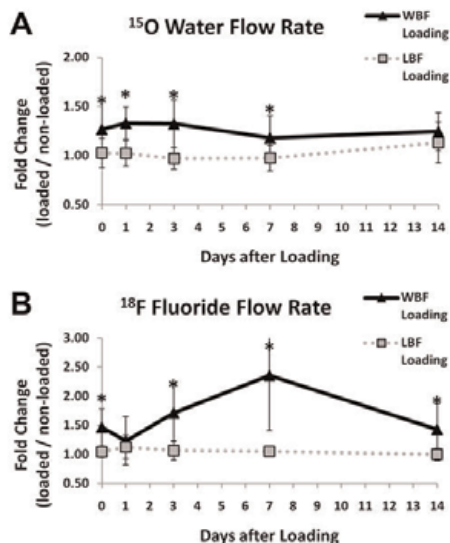 A
15O Water Flow Rate
WBF
Loading
LBF
Loading
2.00
*
*
*
*
1.50
1.00
0.50
Fold Change
(loaded / non-loaded)
0 1 2 3 4 5 6 7 8 9 10 11 12 13 14
Days after Loading
B
18F Fluoride Flow Rate
WBF
Loading
LBF
Loading
3.00
2.50
2.00
1.50
1.00
0.50
*
*
*
*
Fold Change
(loaded / non-loaded)
0 1 2 3 4 5 6 7 8 9 10 11 12 13 14
Days after Loading